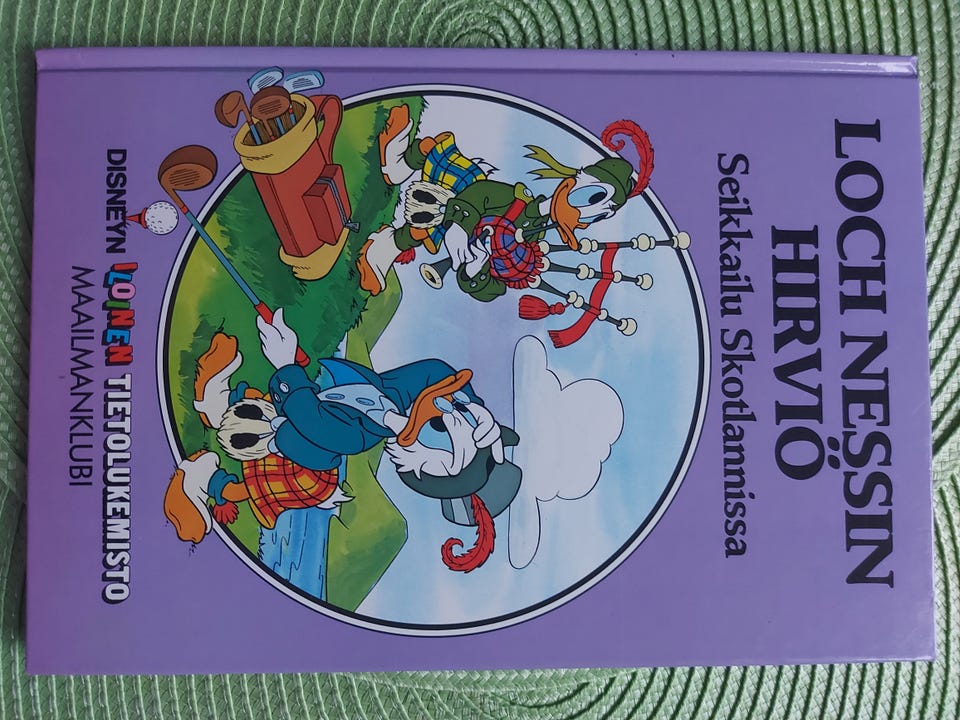 LOCH NESSIN
HIRVIÖ
Seikkailu Skotlannissa
DISNEYN ILOINEN TIETOLUKEMISTO
MAAILMANKLUBI